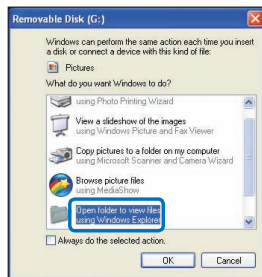 Removable Disk (G:)
Windows can perform the same action each time you insert
a disk or connect a device with this kind of file:
Pictures
What do you want Windows to do?
using Photo Printing Wizard
View a slideshow of the images
using Windows Picture and Fax Viewer
Copy pictures to a folder on my computer
using Microsoft Scanner and Camera Wizard
Browse picture files
using MediaShow
Open folder to view files
using Windows Explorer
Always do the selected action.
OK
Cancel